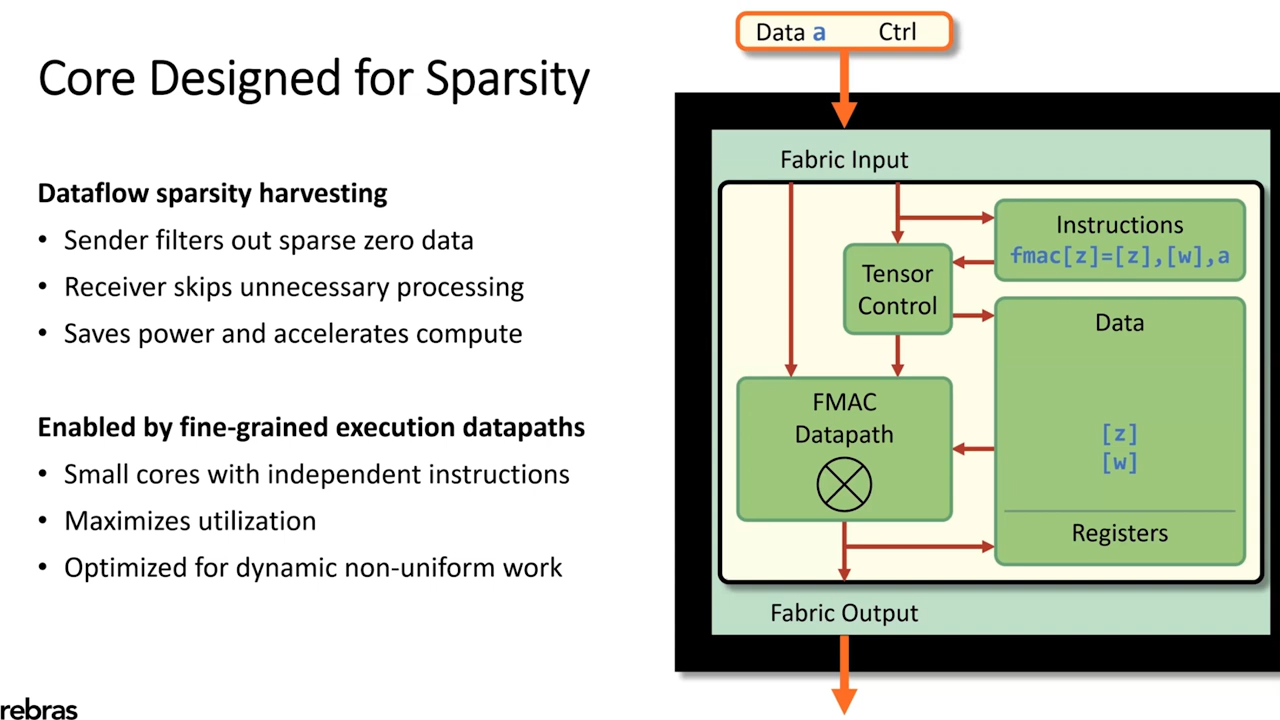 Core Designed for Sparsity
Dataflow sparsity harvesting
• Sender filters out sparse zero data
• Receiver skips unnecessary processing
• Saves power and accelerates compute
Enabled by fine-grained execution datapaths
• Small cores with independent instructions
• Maximizes utilization
• Optimized for dynamic non-uniform work
rebras
Data a Ctrl
Fabric Input
Instructions
fmac[z]=[z],[w],a
Tensor
Control
Data
FMAC
Datapath
[z]
[w]
Registers
Fabric Output